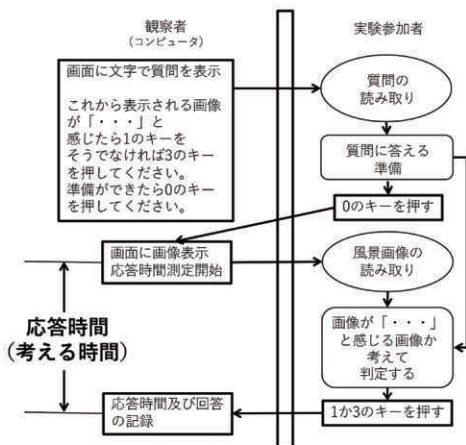 観察者
(コンピュータ)
実験参加者
画面に文字で質問を表示
これから表示される画像
が「・・・」と
感じたら1のキーを
そうでなければ3のキー
を押してください。
準備ができたら0のキー
を押してください。
質問の
読み取り
質問に答える
準備
0のキーを押す
画面に画像表示
応答時間測定開始
風景画像の
読み取り
応答時間
(考える時間)
画像が「・・・」
と感じる画像か
考えて
判定する
応答時間及び回答
の記録
1か3のキーを押す